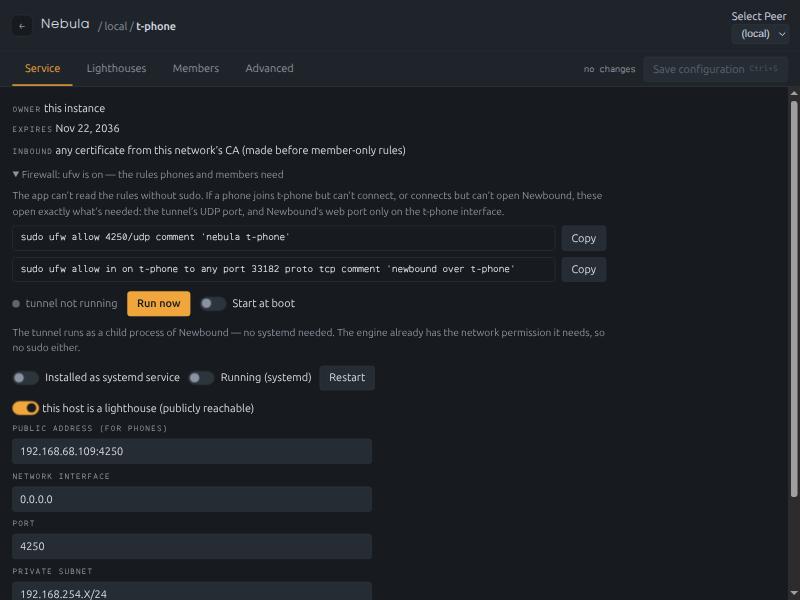 ← Nebula / local / t-phone
Select Peer
(local)
Service Lighthouses Members Advanced no changes Save configuration Ctrl+S
OWNER this instance
EXPIRES Nov 22, 2036
INBOUND any certificate from this network's CA (made before member-only rules)
▼ Firewall: ufw is on — the rules phones and members need
The app can't read the rules without sudo. If a phone joins t-phone but can't connect, or connects but can't open Newbound, these
open exactly what's needed: the tunnel's UDP port, and Newbound's web port only on the t-phone interface.
sudo ufw allow 4250/udp comment 'nebula t-phone' Copy
sudo ufw allow in on t-phone to any port 33182 proto tcp comment 'newbound over t-phone' Copy
tunnel not running Run now Start at boot
The tunnel runs as a child process of Newbound — no systemd needed. The engine already has the network permission it needs, so
no sudo either.
Installed as systemd service Running (systemd) Restart
this host is a lighthouse (publicly reachable)
PUBLIC ADDRESS (FOR PHONES)
192.168.68.109:4250
NETWORK INTERFACE
0.0.0.0
PORT
4250
PRIVATE SUBNET
192.168.254.X/24